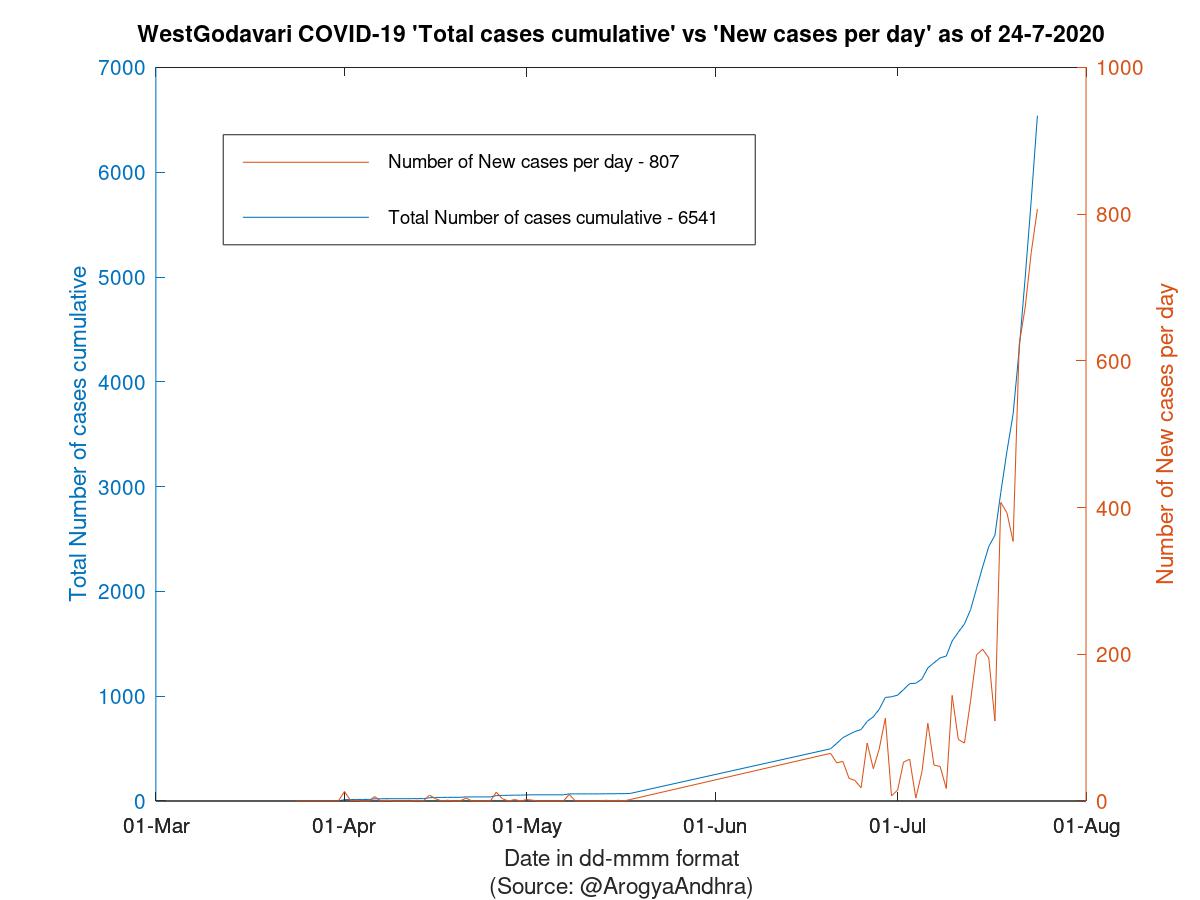 WestGodavari COVID-19 'Total cases cumulative' vs 'New cases per day' as of 24-7-2020
7000
6000
5000
4000
3000
2000
1000
0
Total Number of cases cumulative
Number of New cases per day - 807
Total Number of cases cumulative - 6541
1000
800
600
400
200
0
Number of New cases per day
01-Mar
01-Apr
01-May
01-Jun
01-Jul
01-Aug
Date in dd-mmm format
(Source: @ArogyaAndhra)